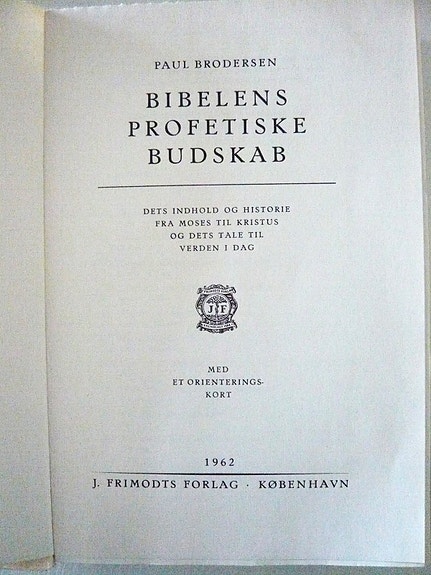 PAUL BRODERSEN
BIBELENS
PROFETISKE
BUDSKAB
DETS INDHOLD OG HISTORIE
FRA MOSES TIL KRISTUS
OG DETS TALE TIL
VERDEN I DAG
J F
MED
ET ORIENTERINGS-
KORT
1962
J. FRIMODTS FORLAG · KØBENHAVN